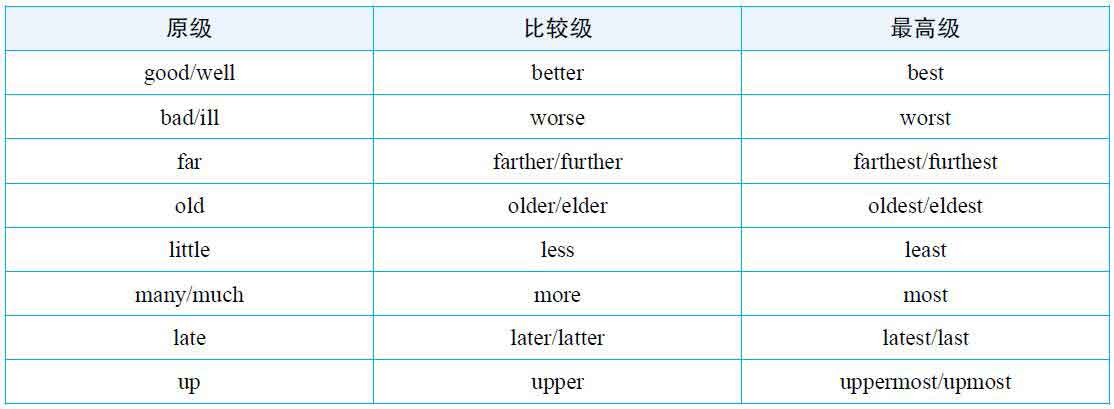 原级 比较级 最高级
good/well better best
bad/ill worse worst
far farther/further farthest/furthest
old older/elder oldest/eldest
little less least
many/much more most
late later/latter latest/last
up upper uppermost/upmost